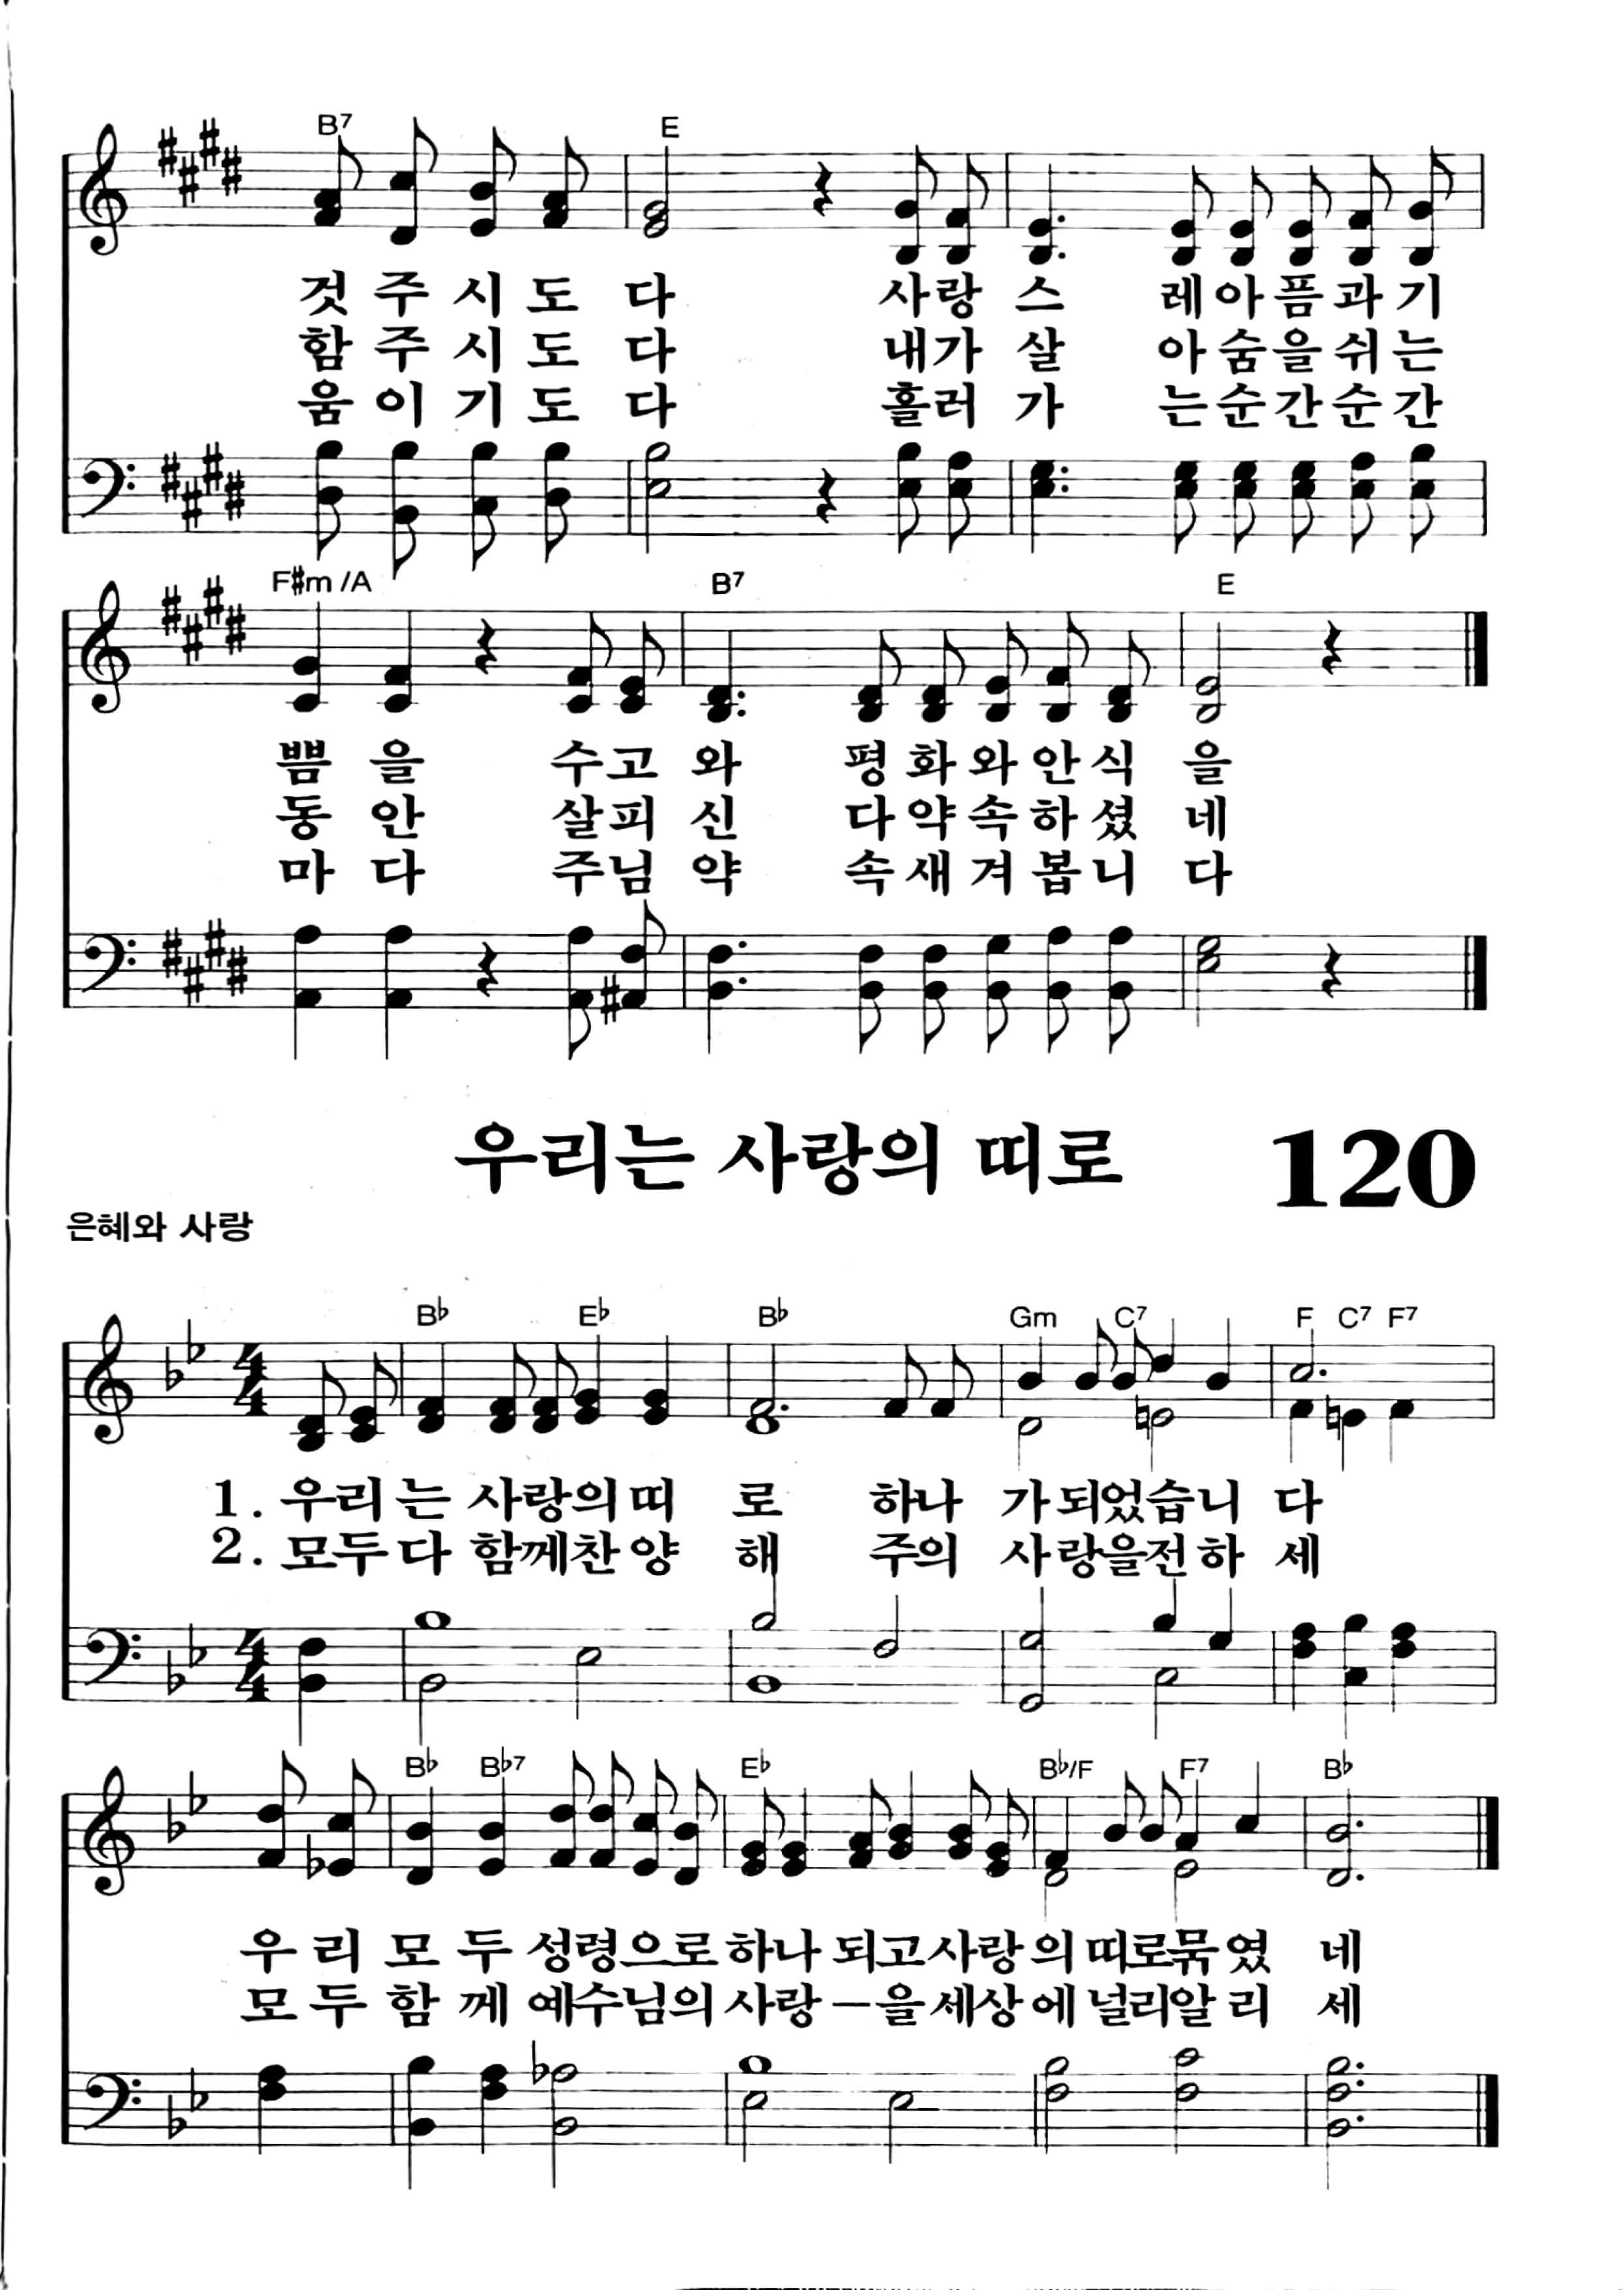 B7 E
것 주 시 도 다 사랑 스 레 아 픔 과 기
함 주 시 도 다 내가 살 아 숨 을 쉬 는
움 이 기 도 다 흘러 가 는 순 간 순 간
F#m /A B7 E
쁨 을 수고 와 평 화 와 안 식 을
동 안 살피 신 다 약 속 하 셨 네
마 다 주님 약 속 새 겨 봅 니 다
우리는 사랑의 띠로 120
은혜와 사랑
B♭ E♭ B♭ Gm C7 F C7 F7
4 4
1. 우리 는 사랑의 띠 로 하나 가 되었습니 다
2. 모두 다 함께찬 양 해 주의 사 랑을전 하 세
4 4
B♭ B♭7 E♭ B♭/F F7 B♭
우 리 모 두 성령으로 하나 되고 사랑 의 띠로묶 였 네
모 두 함 께 예수님의 사랑 – 을 세상 에 널리알 리 세